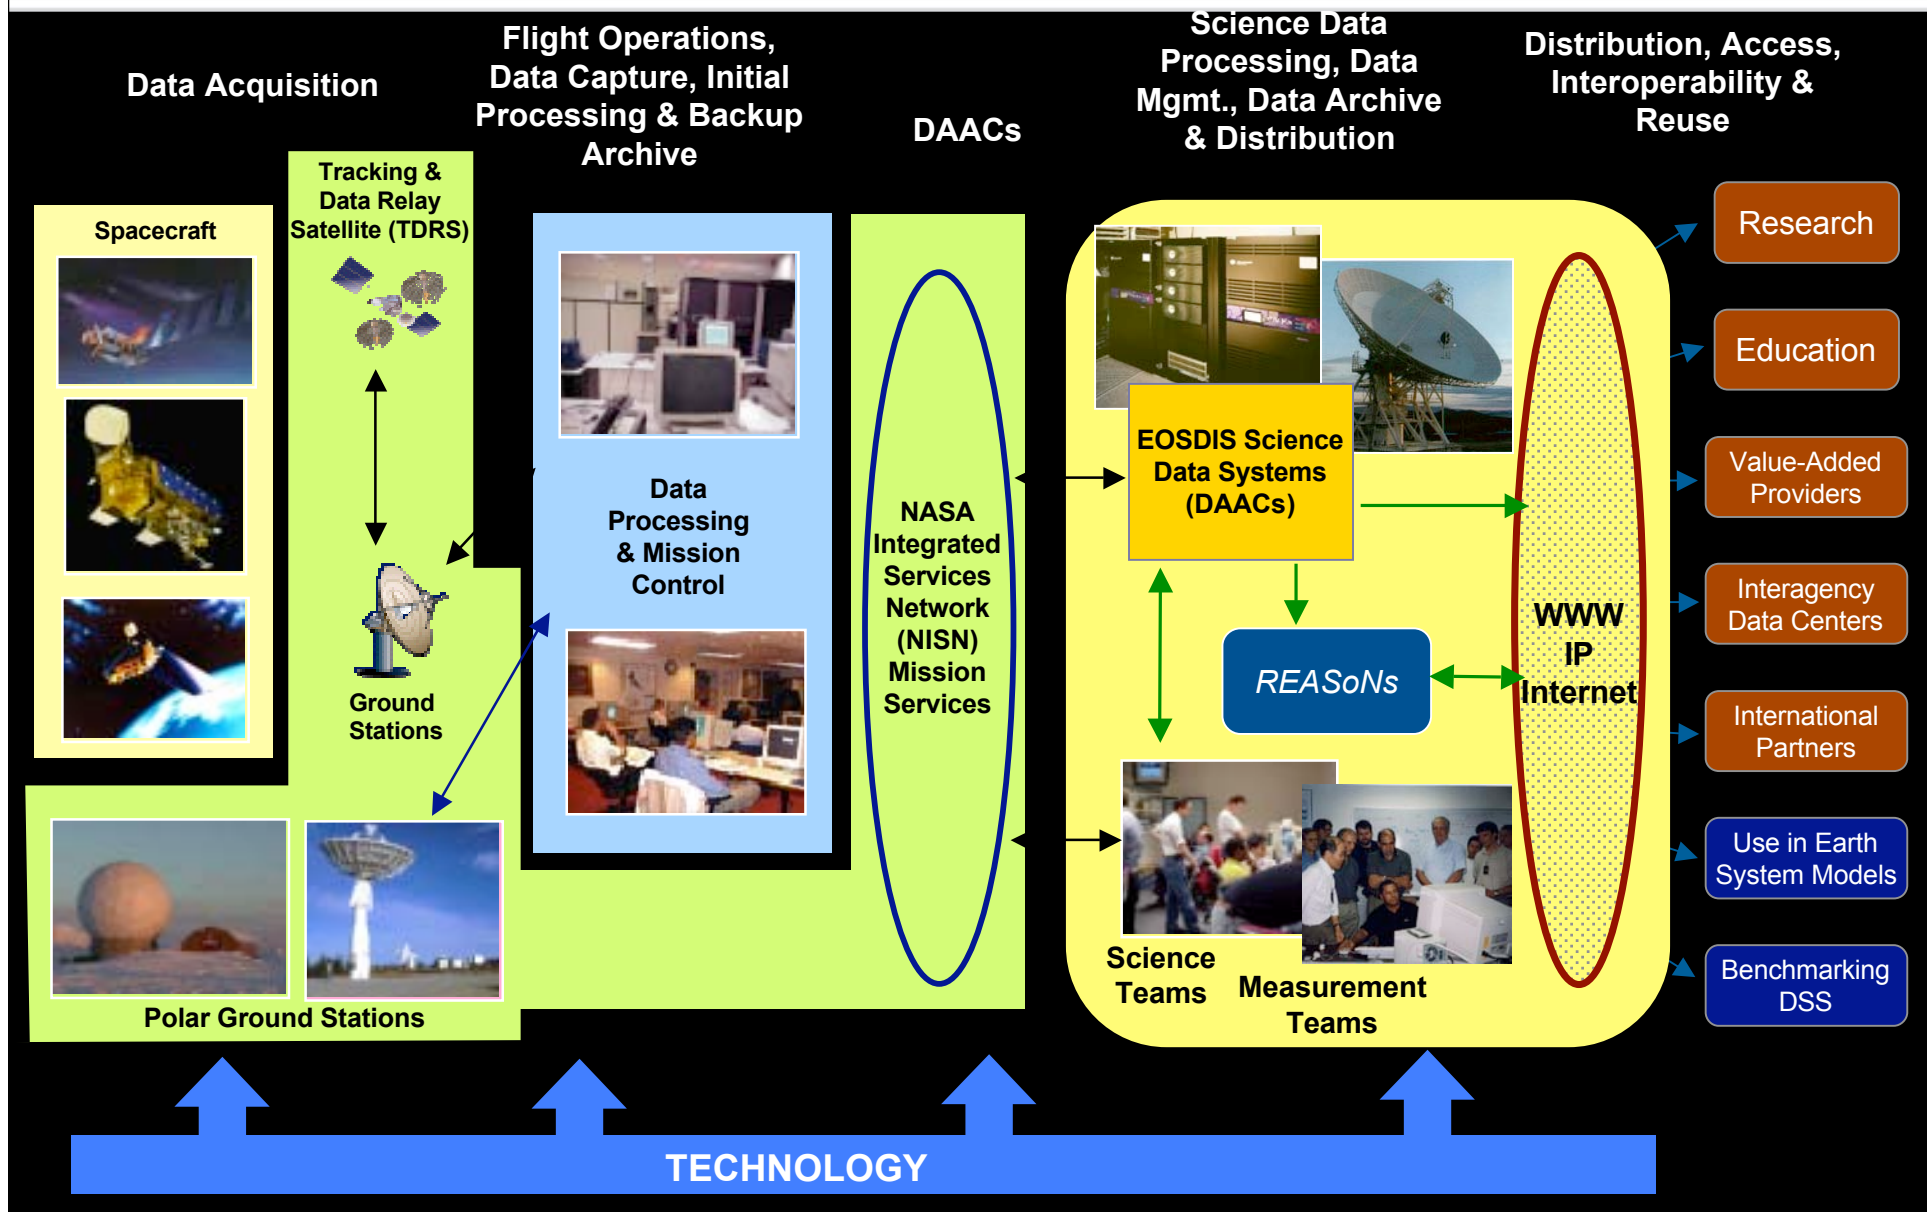 Data Acquisition
Flight Operations,
Data Capture, Initial
Processing & Backup
Archive
DAACs
Science Data
Processing, Data
Mgmt., Data Archive
& Distribution
Distribution, Access,
Interoperability &
Reuse
Spacecraft
Tracking &
Data Relay
Satellite (TDRS)
Ground
Stations
Polar Ground Stations
Data
Processing
& Mission
Control
NASA
Integrated
Services
Network
(NISN)
Mission
Services
EOSDIS Science
Data Systems
(DAACs)
REASoNs
Science
Teams
Measurement
Teams
WWW
IP
Internet
Research
Education
Value-Added
Providers
Interagency
Data Centers
International
Partners
Use in Earth
System Models
Benchmarking
DSS
TECHNOLOGY